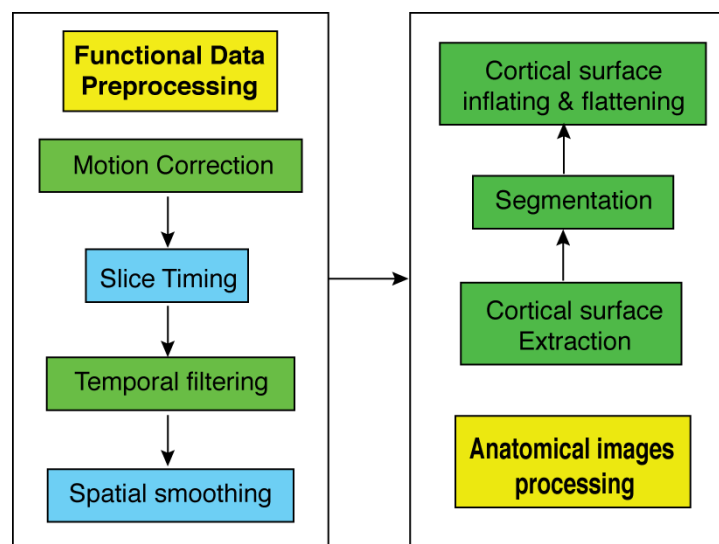 Functional Data
Preprocessing
Motion Correction
Slice Timing
Temporal filtering
Spatial smoothing
Cortical surface
inflating & flattening
Segmentation
Cortical surface
Extraction
Anatomical images
processing